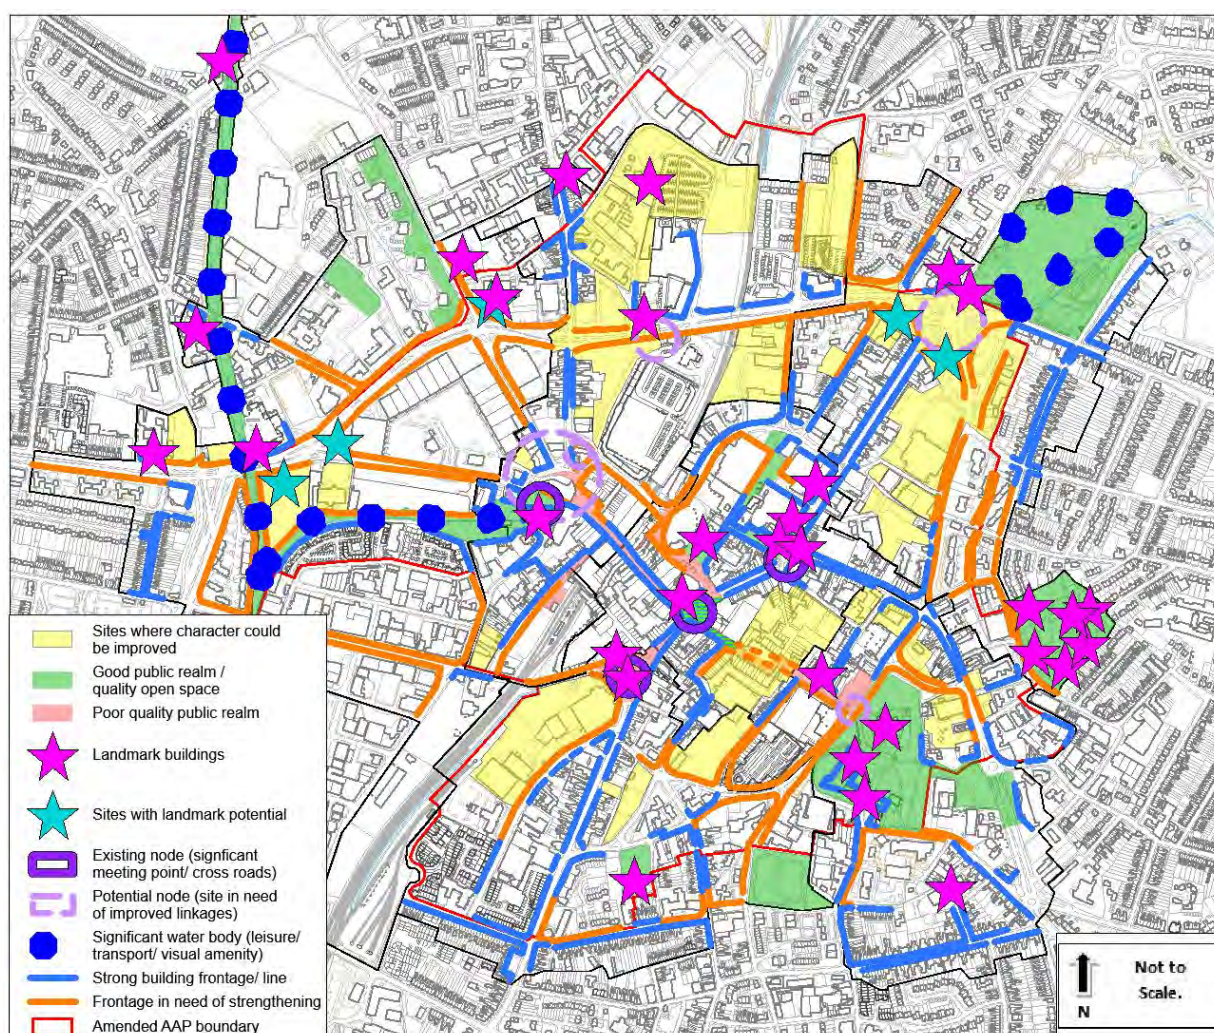 Sites where character could
be improved
Good public realm /
quality open space
Poor quality public realm
Landmark buildings
Sites with landmark potential
Existing node (signficant
meeting point/ cross roads)
Potential node (site in need
of improved linkages)
Significant water body (leisure/
transport/ visual amenity)
Strong building frontage/ line
Frontage in need of strengthening
Amended AAP boundary
Not to
Scale.
N